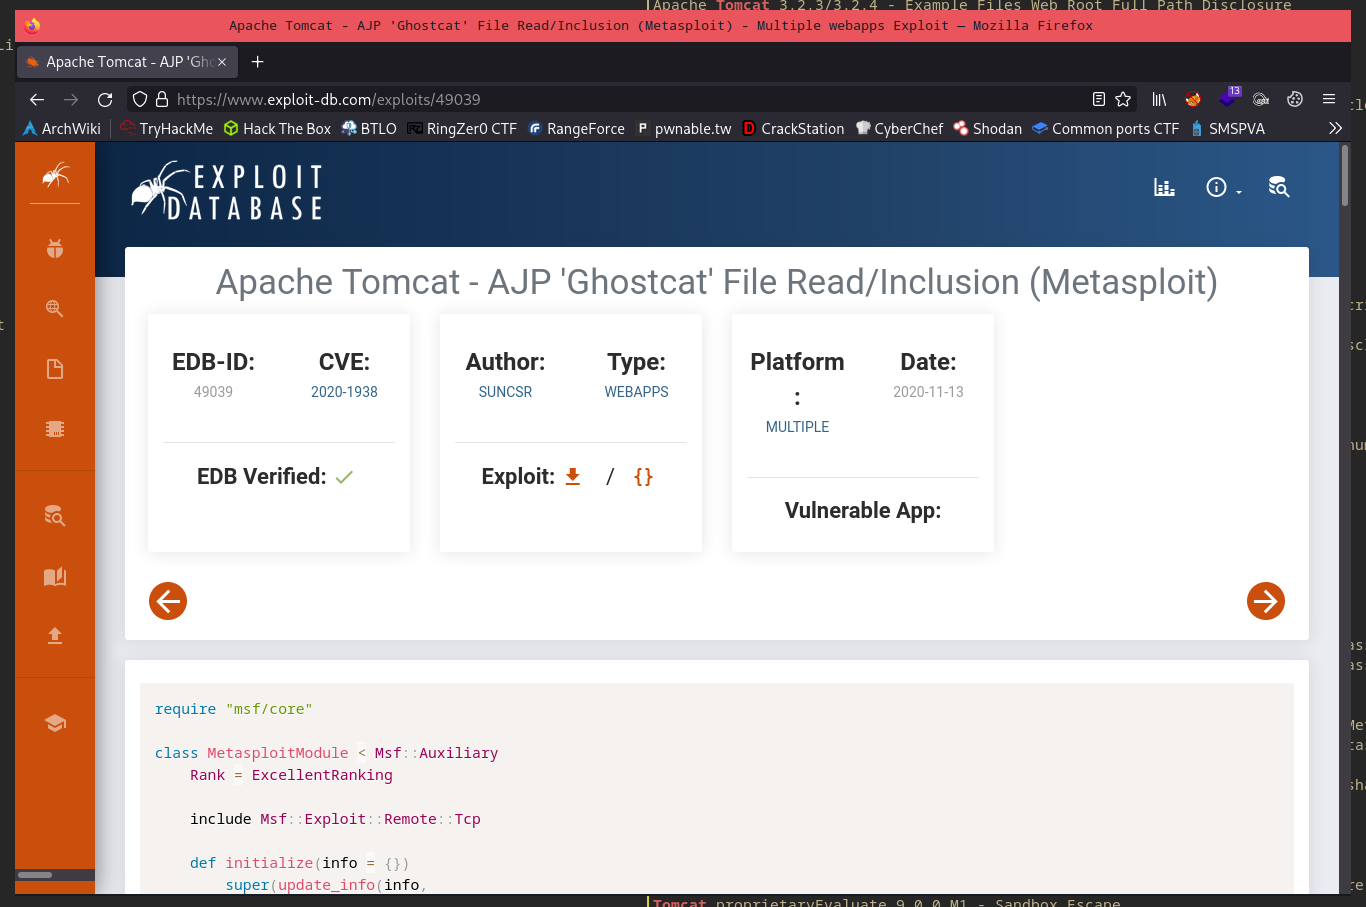 Apache Tomcat 3.2.3/3.2.4 - Example Files Web Root Full Path Disclosure
Apache Tomcat - AJP 'Ghostcat' File Read/Inclusion (Metasploit) - Multiple webapps Exploit — Mozilla Firefox
Apache Tomcat - AJP 'Gho
https://www.exploit-db.com/exploits/49039
13
ArchWiki TryHackMe Hack The Box BTLO RingZer0 CTF RangeForce pwnable.tw CrackStation CyberChef Shodan Common ports CTF SMSPVA
EXPLOIT
DATABASE
Apache Tomcat - AJP 'Ghostcat' File Read/Inclusion (Metasploit)
EDB-ID:
49039
CVE:
2020-1938
EDB Verified:
Author:
SUNCSR
Type:
WEBAPPS
Exploit: / {}
Platform
:
MULTIPLE
Date:
2020-11-13
Vulnerable App:
require "msf/core"
class MetasploitModule < Msf::Auxiliary
Rank = ExcellentRanking
include Msf::Exploit::Remote::Tcp
def initialize(info = {})
super(update_info(info,
Tomcat proprietaryEvaluate 9.0.0.M1 - Sandbox Escape